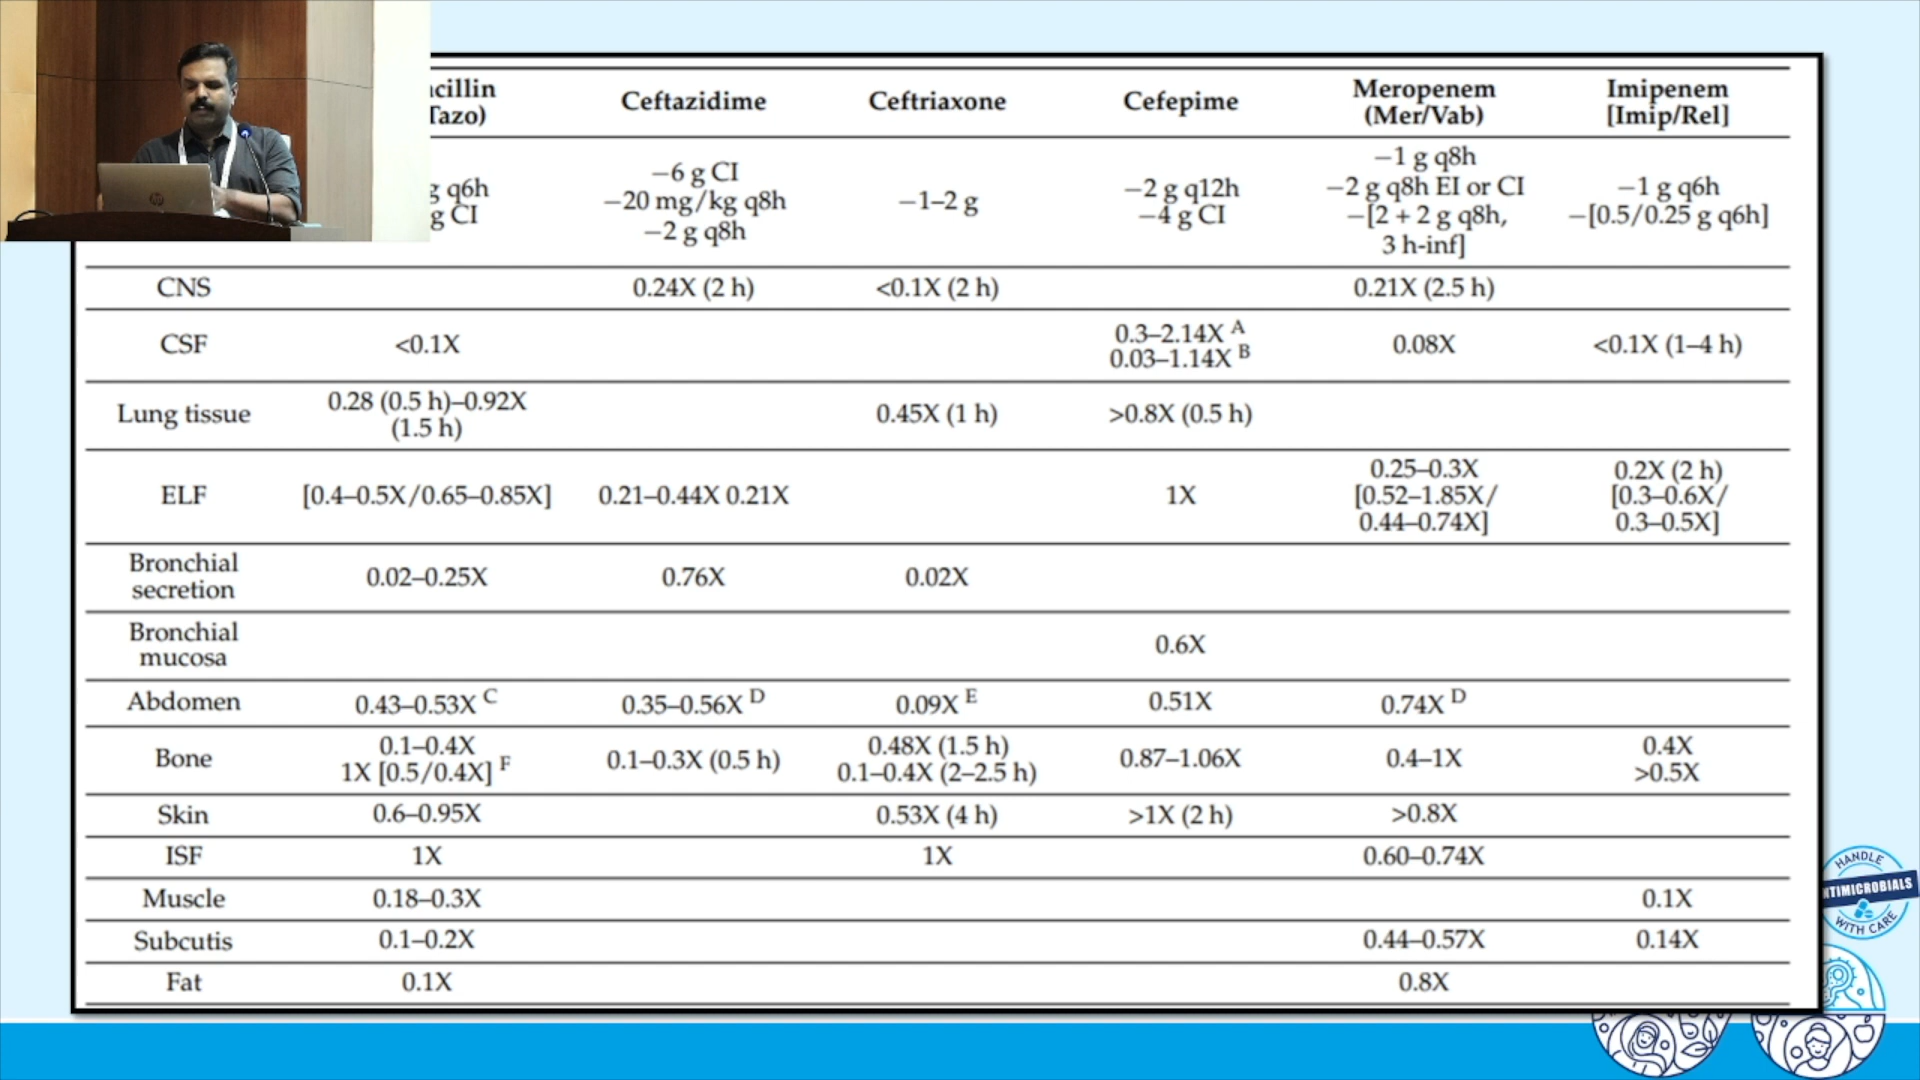 cillin Ceftazidime Ceftriaxone Cefepime Meropenem Imipenem
Tazo) (Mer/Vab) [Imip/Rel]
g q6h −6 g CI −1–2 g −2 g q12h −1 g q8h −1 g q6h
g CI −20 mg/kg q8h −4 g CI −2 g q8h EI or CI −[0.5/0.25 g q6h]
−2 g q8h −[2 + 2 g q8h,
3 h-inf]
CNS 0.24X (2 h) <0.1X (2 h) 0.21X (2.5 h)
CSF <0.1X 0.3–2.14X A 0.08X <0.1X (1–4 h)
0.03–1.14X B
Lung tissue 0.28 (0.5 h)–0.92X 0.45X (1 h) >0.8X (0.5 h)
(1.5 h)
ELF [0.4–0.5X/0.65–0.85X] 0.21–0.44X 0.21X 1X 0.25–0.3X 0.2X (2 h)
[0.52–1.85X/ [0.3–0.6X/
0.44–0.74X] 0.3–0.5X]
Bronchial
secretion 0.02–0.25X 0.76X 0.02X
Bronchial
mucosa 0.6X
Abdomen 0.43–0.53X C 0.35–0.56X D 0.09X E 0.51X 0.74X D
Bone 0.1–0.4X 0.1–0.3X (0.5 h) 0.48X (1.5 h) 0.87–1.06X 0.4–1X 0.4X
1X [0.5/0.4X] F 0.1–0.4X (2–2.5 h) >0.5X
Skin 0.6–0.95X 0.53X (4 h) >1X (2 h) >0.8X
ISF 1X 1X 0.60–0.74X
Muscle 0.18–0.3X 0.1X
Subcutis 0.1–0.2X 0.44–0.57X 0.14X
Fat 0.1X 0.8X
HANDLE
NTIMICROBIALS
WITH CARE